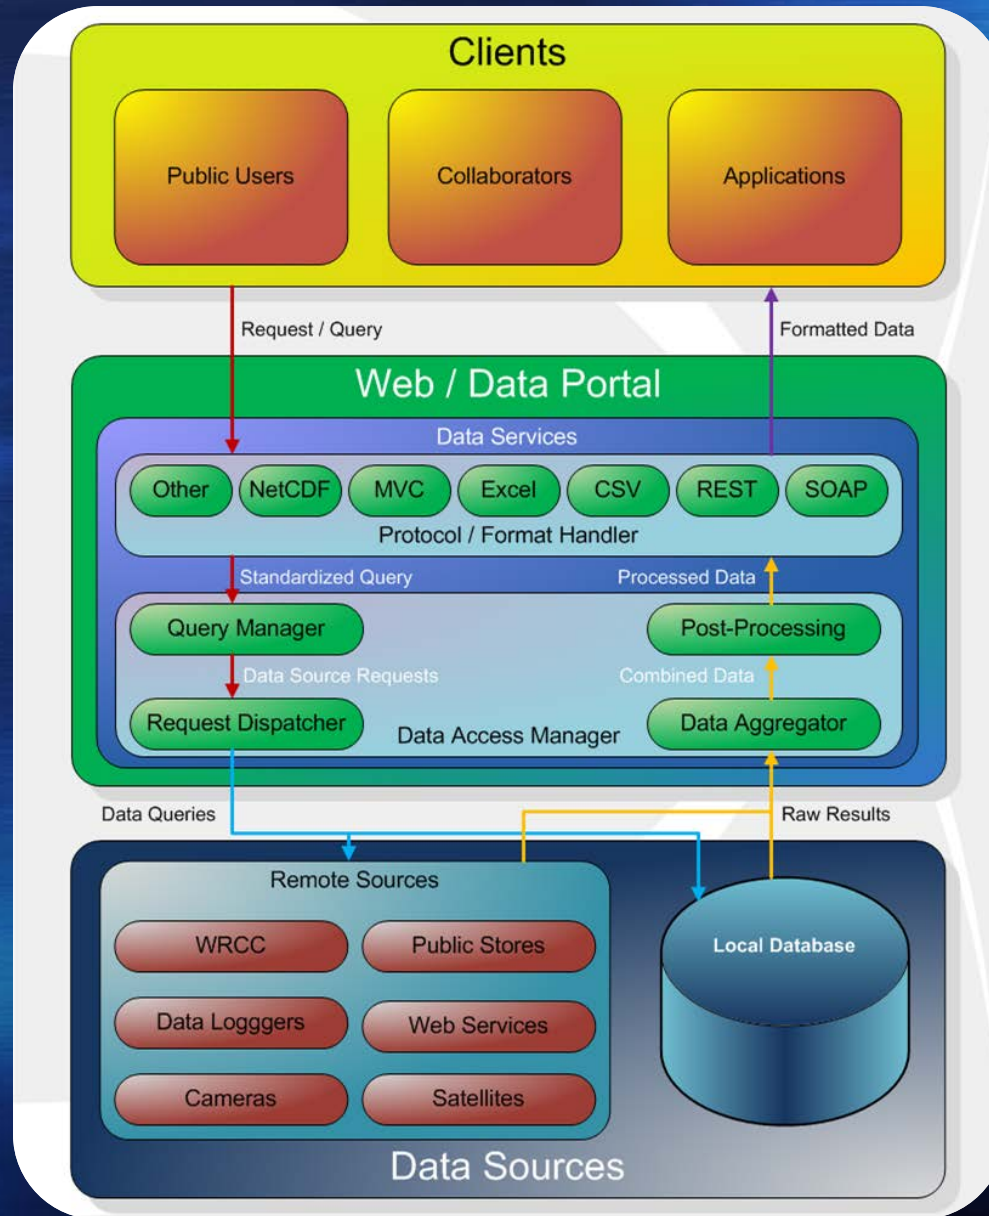 Clients
Public Users
Collaborators
Applications
Request / Query
Formatted Data
Web / Data Portal
Data Services
Other
NetCDF
MVC
Excel
CSV
REST
SOAP
Protocol / Format Handler
Standardized Query
Processed Data
Query Manager
Post-Processing
Data Source Requests
Combined Data
Request Dispatcher
Data Access Manager
Data Aggregator
Data Queries
Raw Results
Remote Sources
WRCC
Public Stores
Local Database
Data Logggers
Web Services
Cameras
Satellites
Data Sources